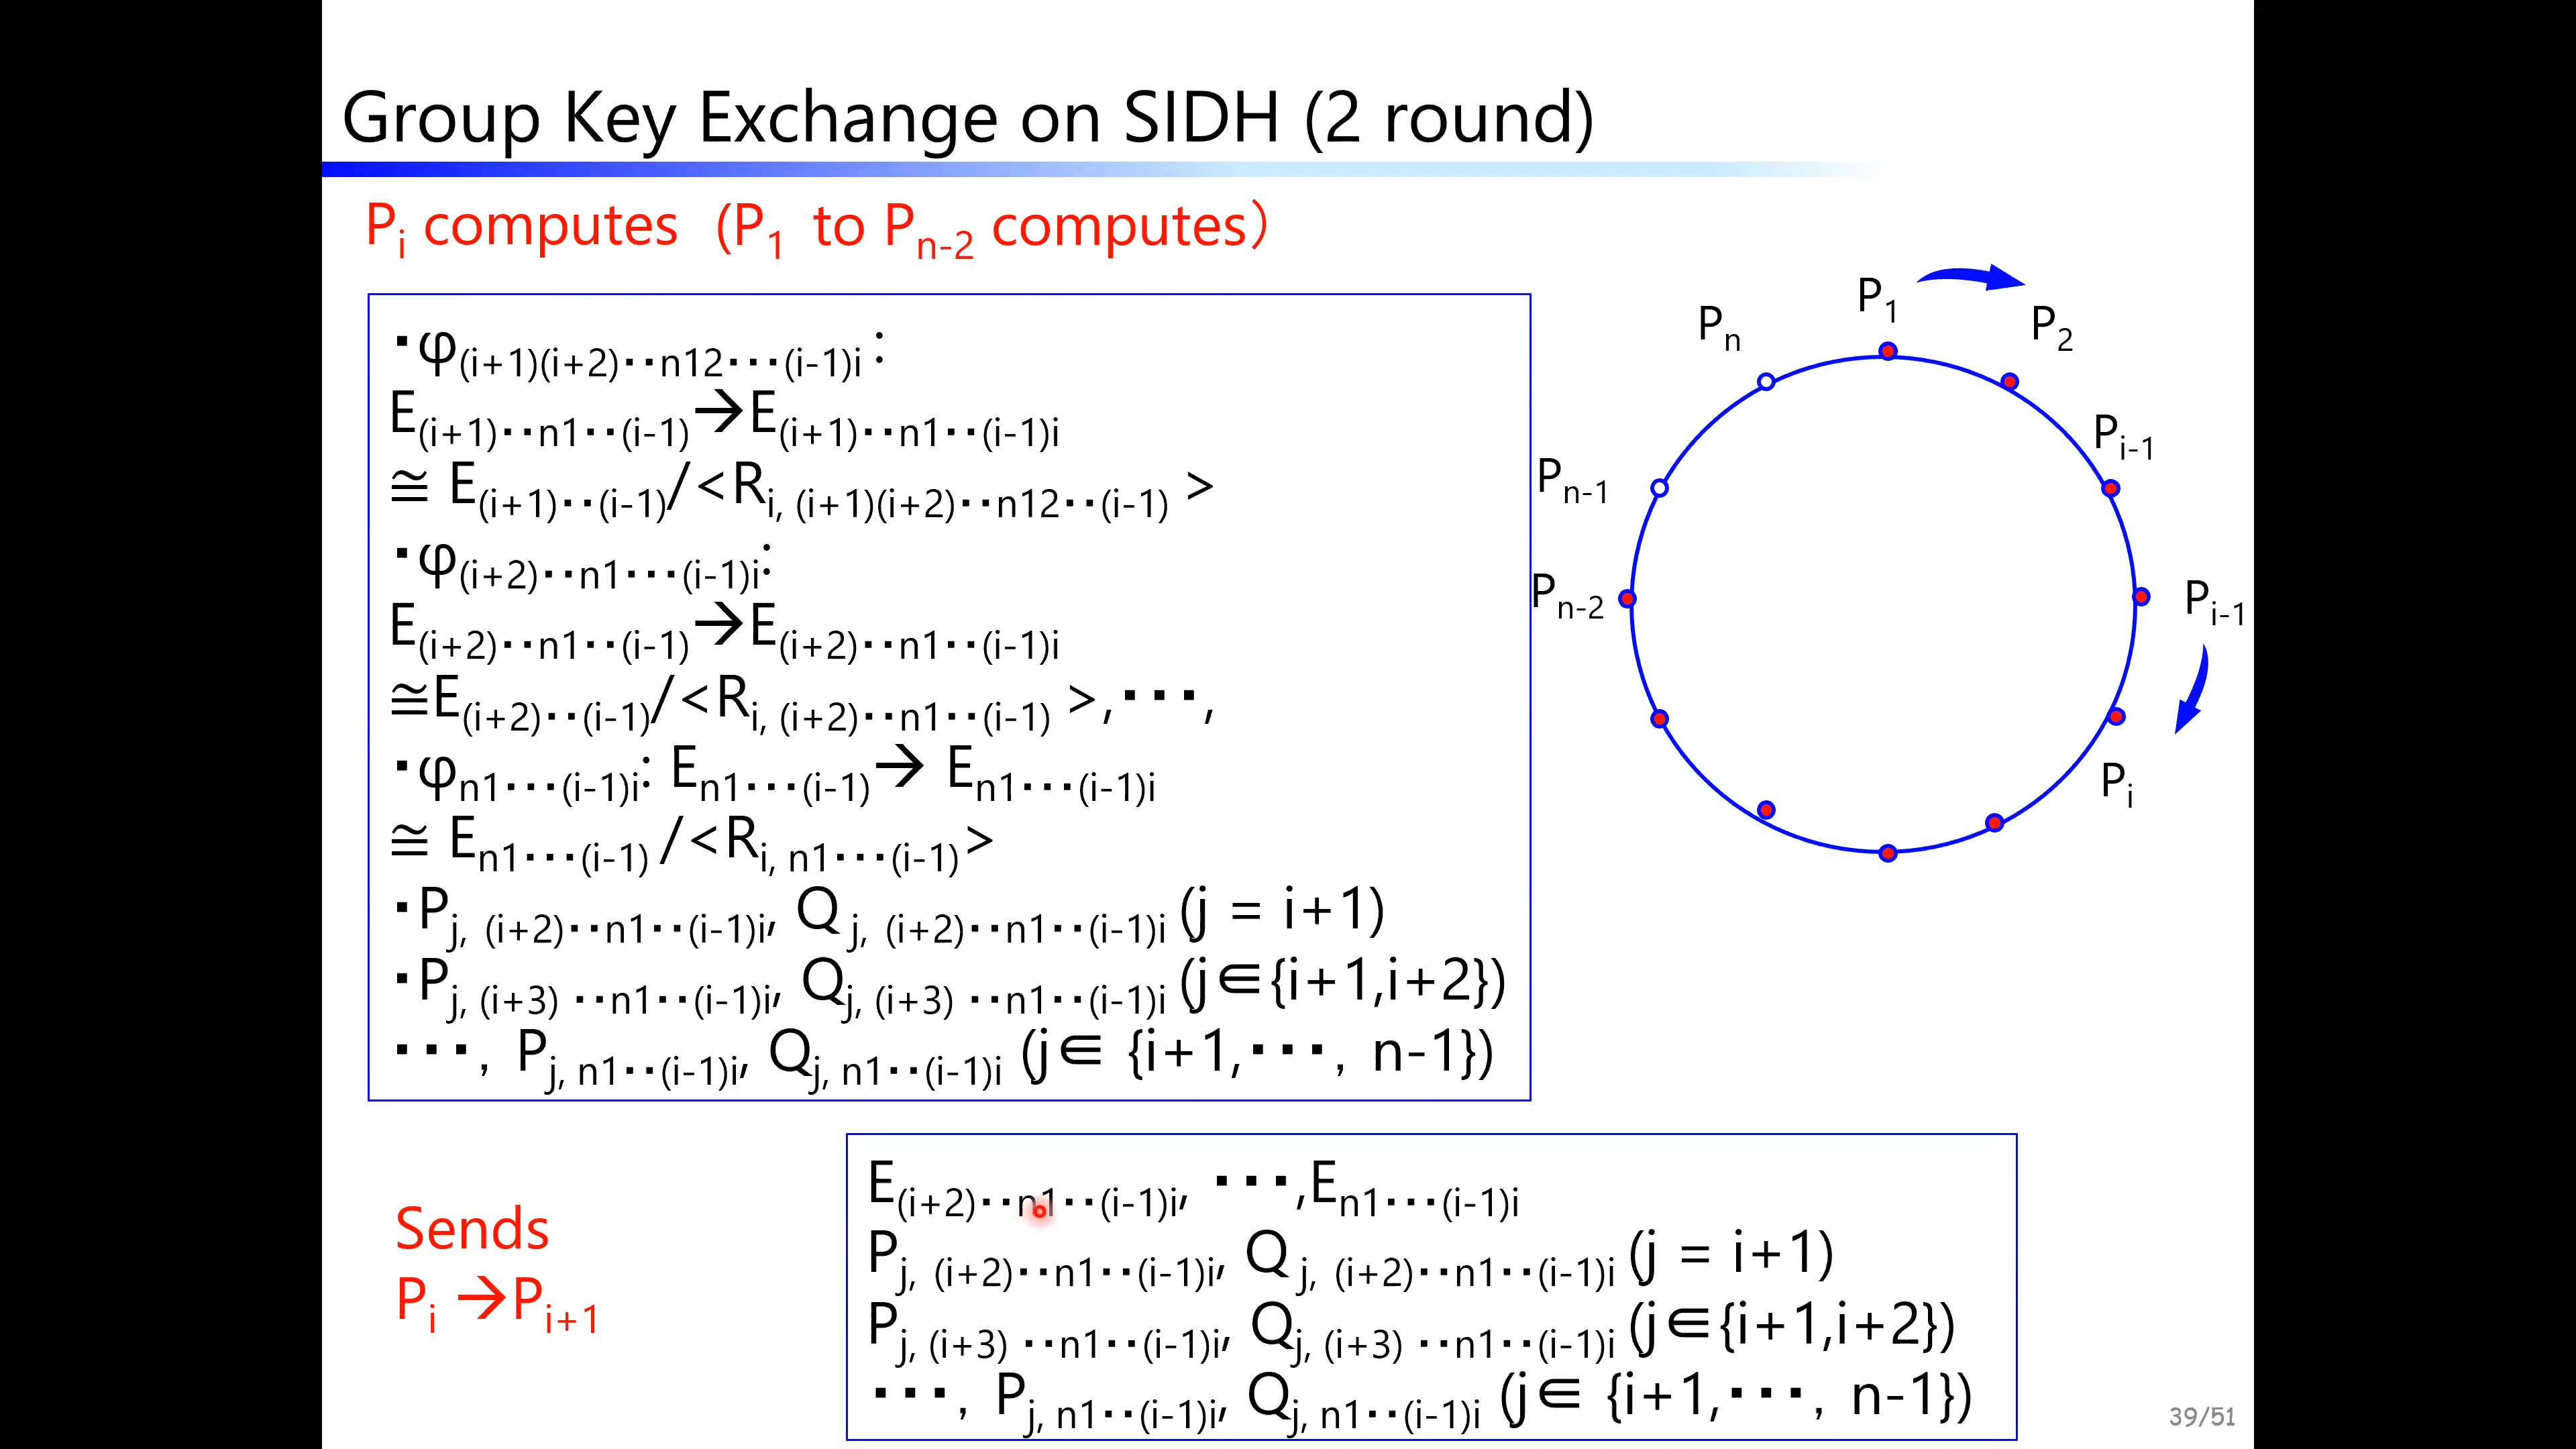 Group Key Exchange on SIDH (2 round)
Pi computes (P1 to Pn-2 computes)
・φ(i+1)(i+2)・・n12・・・(i-1)i :
E(i+1)・・n1・・(i-1)→E(i+1)・・n1・・(i-1)i
≅ E(i+1)・・(i-1)/<Ri, (i+1)(i+2)・・n12・・(i-1) >
・φ(i+2)・・n1・・・(i-1)i:
E(i+2)・・n1・・(i-1)→E(i+2)・・n1・・(i-1)i
≅E(i+2)・・(i-1)/<Ri, (i+2)・・n1・・(i-1) >,・・・,
・φn1・・・(i-1)i: En1・・・(i-1)→ En1・・・(i-1)i
≅ En1・・・(i-1) /<Ri, n1・・・(i-1)>
・Pj, (i+2)・・n1・・(i-1)i, Q j, (i+2)・・n1・・(i-1)i (j = i+1)
・Pj, (i+3) ・・n1・・(i-1)i, Qj, (i+3) ・・n1・・(i-1)i (j∈{i+1,i+2})
・・・, Pj, n1・・(i-1)i, Qj, n1・・(i-1)i (j∈ {i+1,・・・, n-1})
P1
Pn
P2
Pi-1
Pn-1
Pn-2
Pi-1
Pi
Sends
Pi →Pi+1
E(i+2)・・n1・・(i-1)i, ・・・,En1・・・(i-1)i
Pj, (i+2)・・n1・・(i-1)i, Q j, (i+2)・・n1・・(i-1)i (j = i+1)
Pj, (i+3) ・・n1・・(i-1)i, Qj, (i+3) ・・n1・・(i-1)i (j∈{i+1,i+2})
・・・, Pj, n1・・(i-1)i, Qj, n1・・(i-1)i (j∈ {i+1,・・・, n-1})
39/51